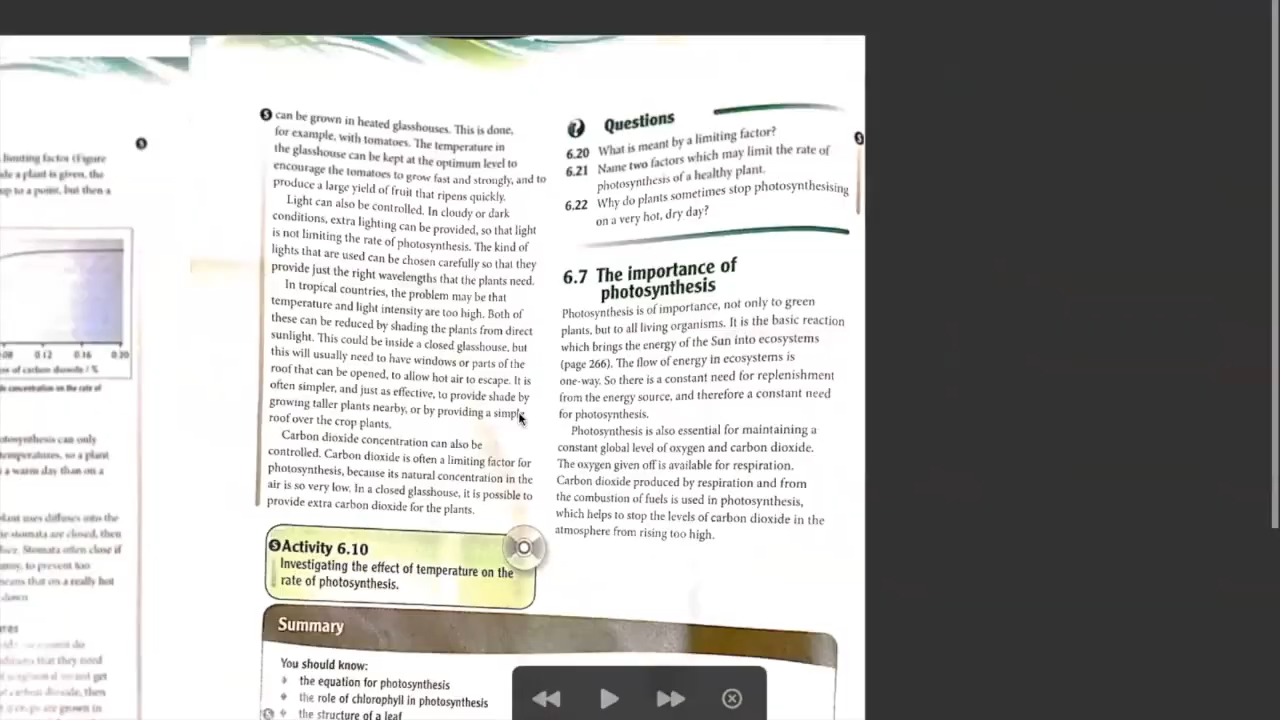 limiting factor (Figure
de a plant is given, the
up to a point, but then a
0.12 0.16 0.20
of carbon dioxide / %
concentration on the rate of
photosynthesis can only
temperatures, so a plant
a warm day than on a
plant uses diffuses into the
stomata are closed, then
Stomata often close if
sunny, to prevent too
means that on a really hot
down
S can be grown in heated glasshouses. This is done,
for example, with tomatoes. The temperature in
the glasshouse can be kept at the optimum level to
encourage the tomatoes to grow fast and strongly, and to
produce a large yield of fruit that ripens quickly.
Light can also be controlled. In cloudy or dark
conditions, extra lighting can be provided, so that light
is not limiting the rate of photosynthesis. The kind of
lights that are used can be chosen carefully so that they
provide just the right wavelengths that the plants need.
In tropical countries, the problem may be that
temperature and light intensity are too high. Both of
these can be reduced by shading the plants from direct
sunlight. This could be inside a closed glasshouse, but
this will usually need to have windows or parts of the
roof that can be opened, to allow hot air to escape. It is
often simpler, and just as effective, to provide shade by
growing taller plants nearby, or by providing a simple
roof over the crop plants.
Carbon dioxide concentration can also be
controlled. Carbon dioxide is often a limiting factor for
photosynthesis, because its natural concentration in the
air is so very low. In a closed glasshouse, it is possible to
provide extra carbon dioxide for the plants.
S Activity 6.10
Investigating the effect of temperature on the
rate of photosynthesis.
Questions
6.20 What is meant by a limiting factor?
6.21 Name two factors which may limit the rate of
photosynthesis of a healthy plant.
6.22 Why do plants sometimes stop photosynthesising
on a very hot, dry day?
S
6.7 The importance of
photosynthesis
Photosynthesis is of importance, not only to green
plants, but to all living organisms. It is the basic reaction
which brings the energy of the Sun into ecosystems
(page 266). The flow of energy in ecosystems is
one-way. So there is a constant need for replenishment
from the energy source, and therefore a constant need
for photosynthesis.
Photosynthesis is also essential for maintaining a
constant global level of oxygen and carbon dioxide.
The oxygen given off is available for respiration.
Carbon dioxide produced by respiration and from
the combustion of fuels is used in photosynthesis,
which helps to stop the levels of carbon dioxide in the
atmosphere from rising too high.
Summary
You should know:
the equation for photosynthesis
the role of chlorophyll in photosynthesis
S the structure of a leaf